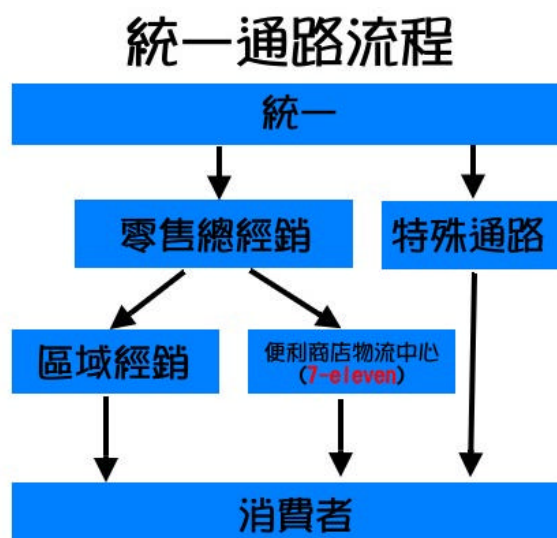 統一通路流程
統一
零售總經銷
特殊通路
區域經銷
便利商店物流中心
(7-eleven)
消費者